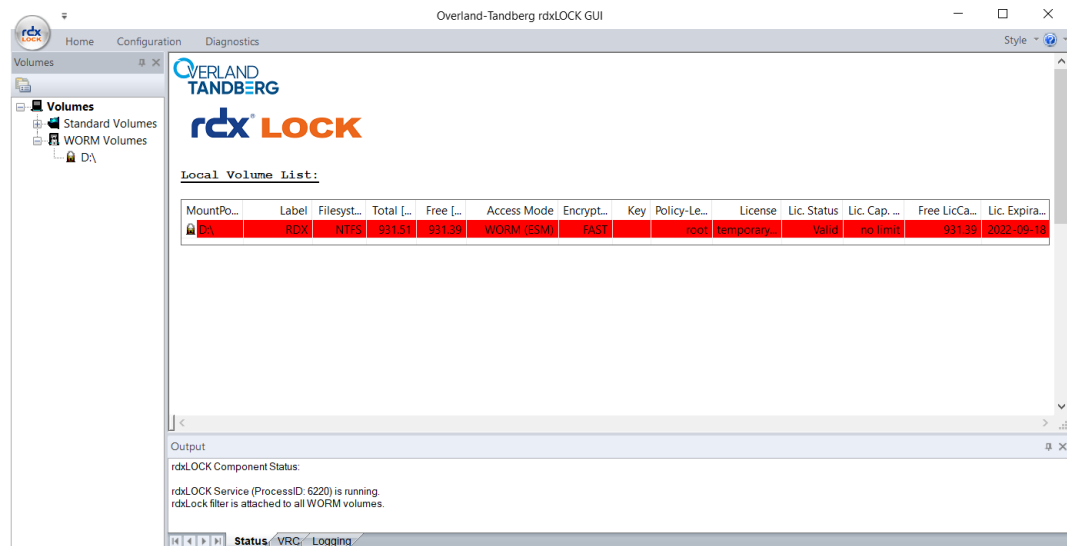 Overland-Tandberg rdxLOCK GUI
rdx LOCK
Home Configuration Diagnostics Style
Volumes
Volumes
Standard Volumes
WORM Volumes
D:\
OVERLAND
TANDBERG
rdx® LOCK
Local Volume List:
MountPo... Label Filesyst... Total [... Free [... Access Mode Encrypt... Key Policy-Le... License Lic. Status Lic. Cap. ... Free LicCa... Lic. Expira...
D:\ RDX NTFS 931.51 931.39 WORM (ESM) FAST root temporary... Valid no limit 931.39 2022-09-18
Output
rdxLOCK Component Status:
rdxLOCK Service (ProcessID: 6220) is running.
rdxLock filter is attached to all WORM volumes.
Status VRC Logging